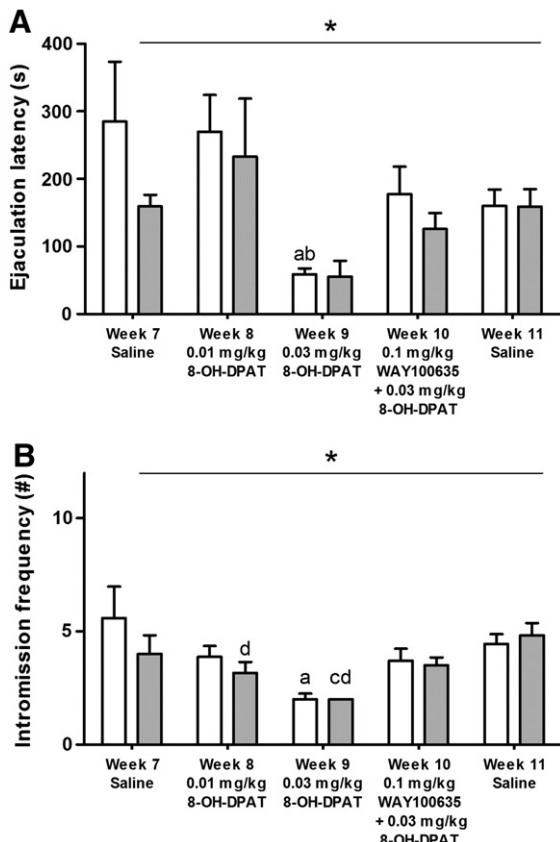 A
*
Ejaculation latency (s)
400
300
200
100
0
ab
Week 7
Saline
Week 8
0.01 mg/kg
8-OH-DPAT
Week 9
0.03 mg/kg
8-OH-DPAT
Week 10
0.1 mg/kg
WAY100635
+ 0.03 mg/kg
8-OH-DPAT
Week 11
Saline
B
*
Intromission frequency (#)
10
5
0
d
a
cd
Week 7
Saline
Week 8
0.01 mg/kg
8-OH-DPAT
Week 9
0.03 mg/kg
8-OH-DPAT
Week 10
0.1 mg/kg
WAY100635
+ 0.03 mg/kg
8-OH-DPAT
Week 11
Saline